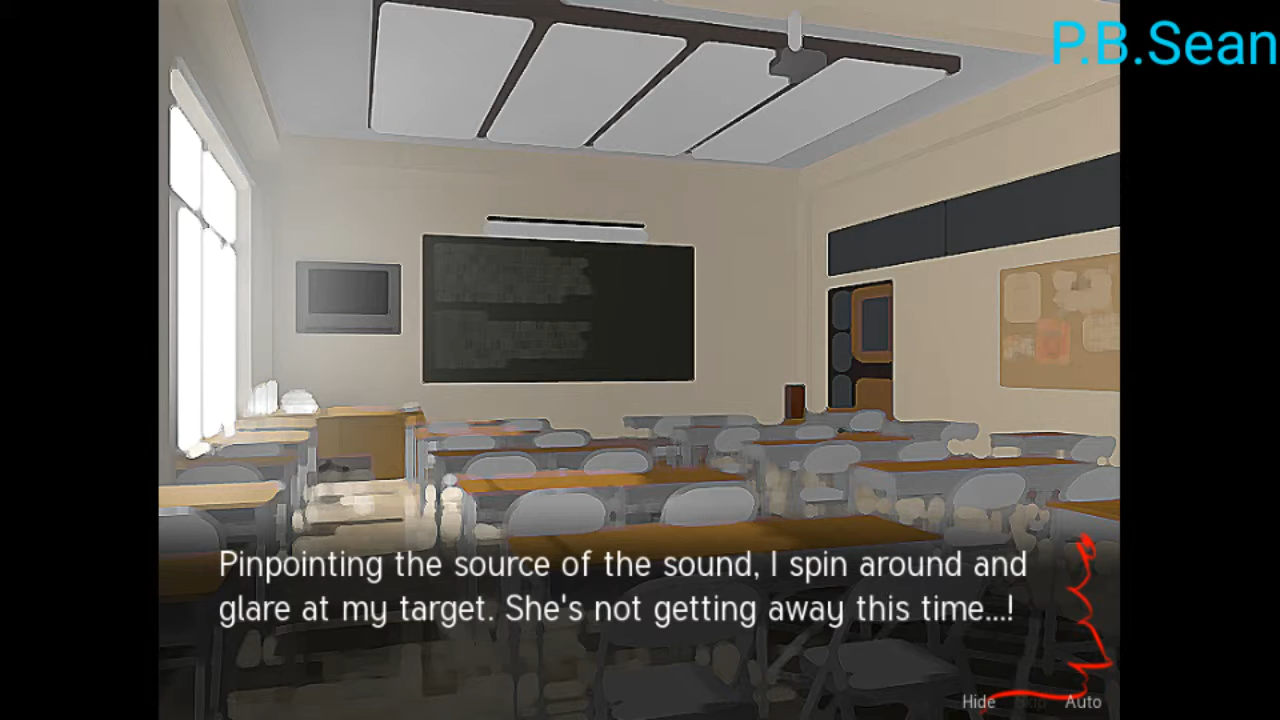 P.B.Sean
Pinpointing the source of the sound, I spin around and
glare at my target. She's not getting away this time...!
Hide Skip Auto